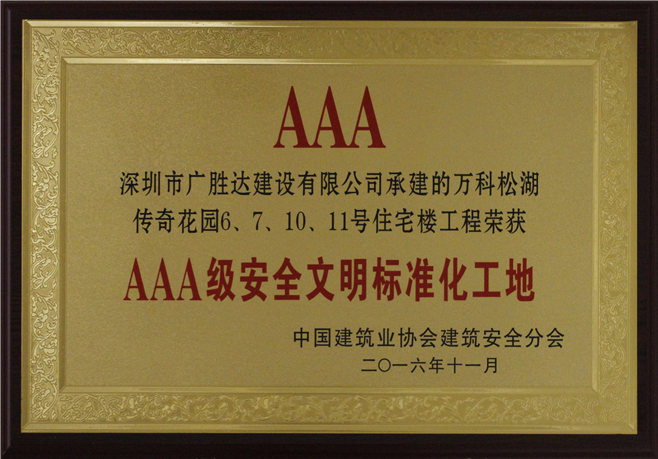 AAA
深圳市广胜达建设有限公司承建的万科松湖
传奇花园6、7、10、11号住宅楼工程荣获
AAA级安全文明标准化工地
中国建筑业协会建筑安全分会
二〇一六年十一月